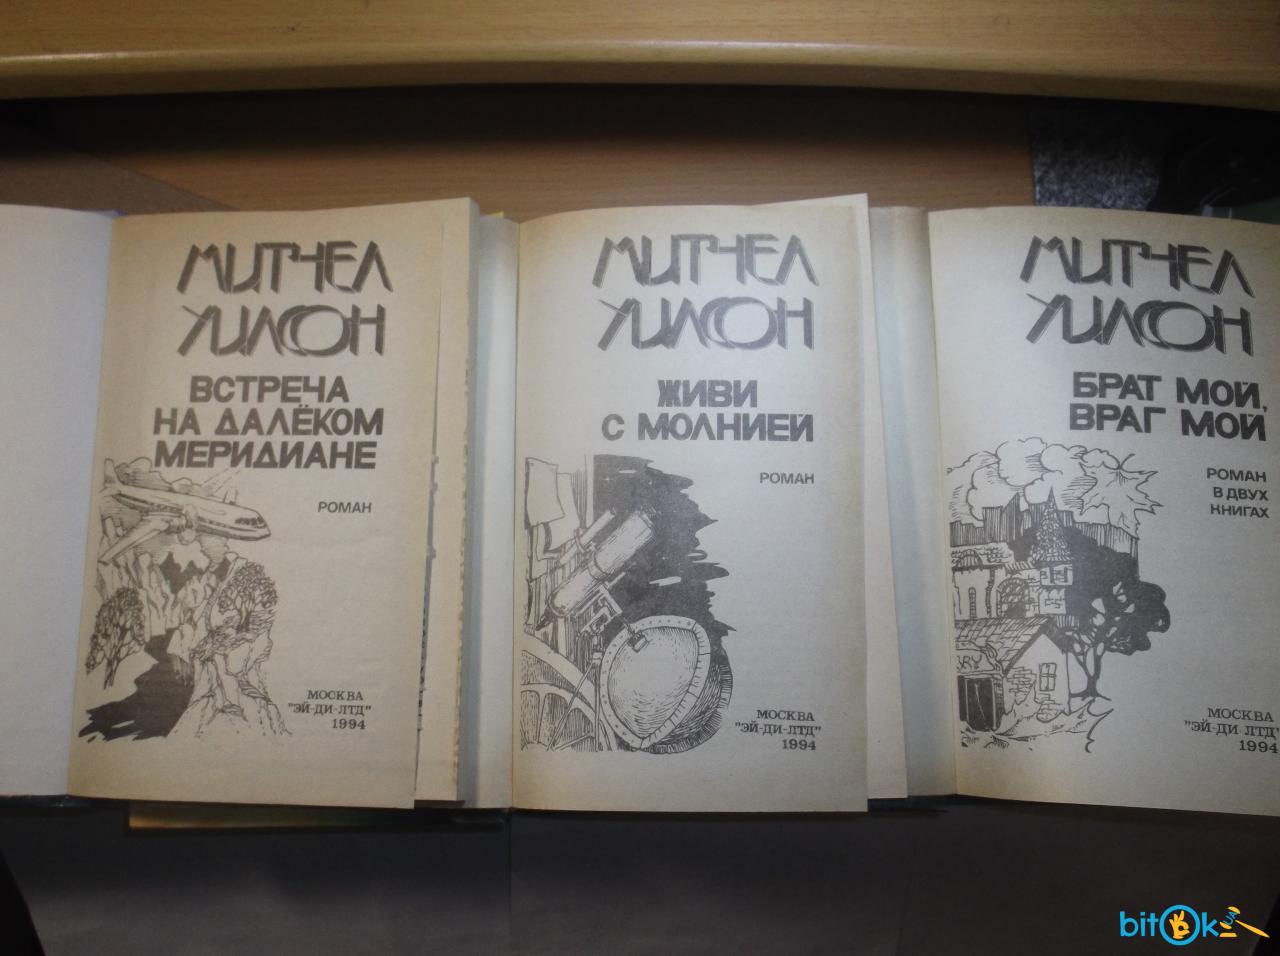 МИТЧЕЛ
УИЛСОН
ВСТРЕЧА
НА ДАЛЁКОМ
МЕРИДИАНЕ
РОМАН
МОСКВА
"ЭЙ-ДИ-ЛТД"
1994
МИТЧЕЛ
УИЛСОН
ЖИВИ
С МОЛНИЕЙ
РОМАН
МОСКВА
"ЭЙ-ДИ-ЛТД"
1994
МИТЧЕЛ
УИЛСОН
БРАТ МОЙ,
ВРАГ МОЙ
РОМАН
В ДВУХ
КНИГАХ
МОСКВА
"ЭЙ-ДИ-ЛТД"
1994
bitOk
UA